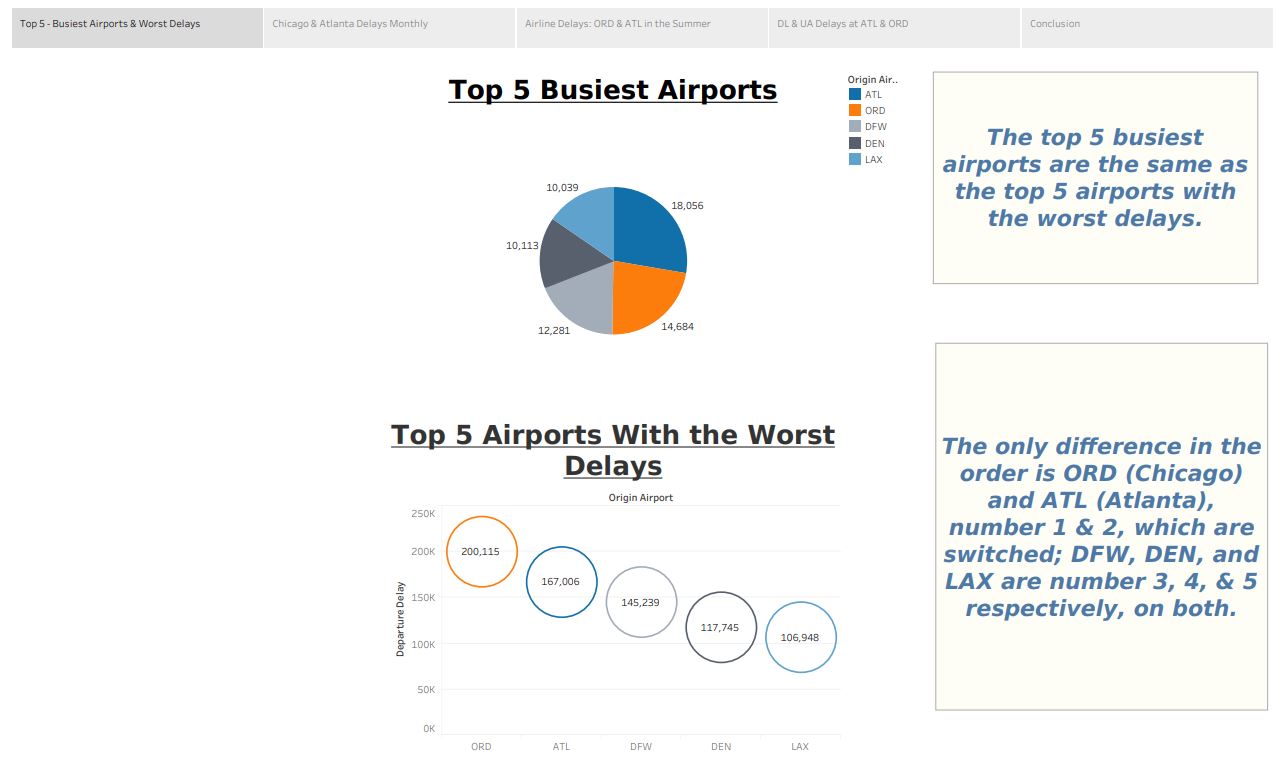 Top 5 - Busiest Airports & Worst Delays
Chicago & Atlanta Delays Monthly
Airline Delays: ORD & ATL in the Summer
DL & UA Delays at ATL & ORD
Conclusion
Top 5 Busiest Airports
Origin Air..
ATL
ORD
DFW
DEN
LAX
10,039
18,056
10,113
12,281
14,684
The top 5 busiest
airports are the same as
the top 5 airports with
the worst delays.
Top 5 Airports With the Worst
Delays
Origin Airport
Departure Delay
250K
200K
150K
100K
50K
0K
200,115
167,006
145,239
117,745
106,948
ORD
ATL
DFW
DEN
LAX
The only difference in the
order is ORD (Chicago)
and ATL (Atlanta),
number 1 & 2, which are
switched; DFW, DEN, and
LAX are number 3, 4, & 5
respectively, on both.